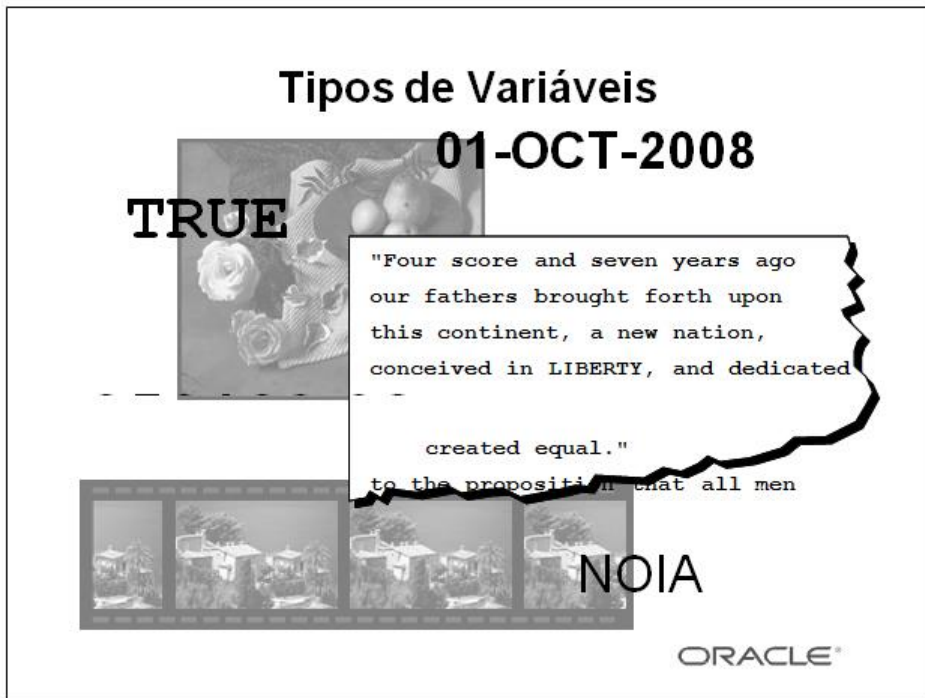 Tipos de Variáveis
01-OCT-2008
TRUE
"Four score and seven years ago
our fathers brought forth upon
this continent, a new nation,
conceived in LIBERTY, and dedicated
created equal."
to the proposition that all men
NOIA
ORACLE®